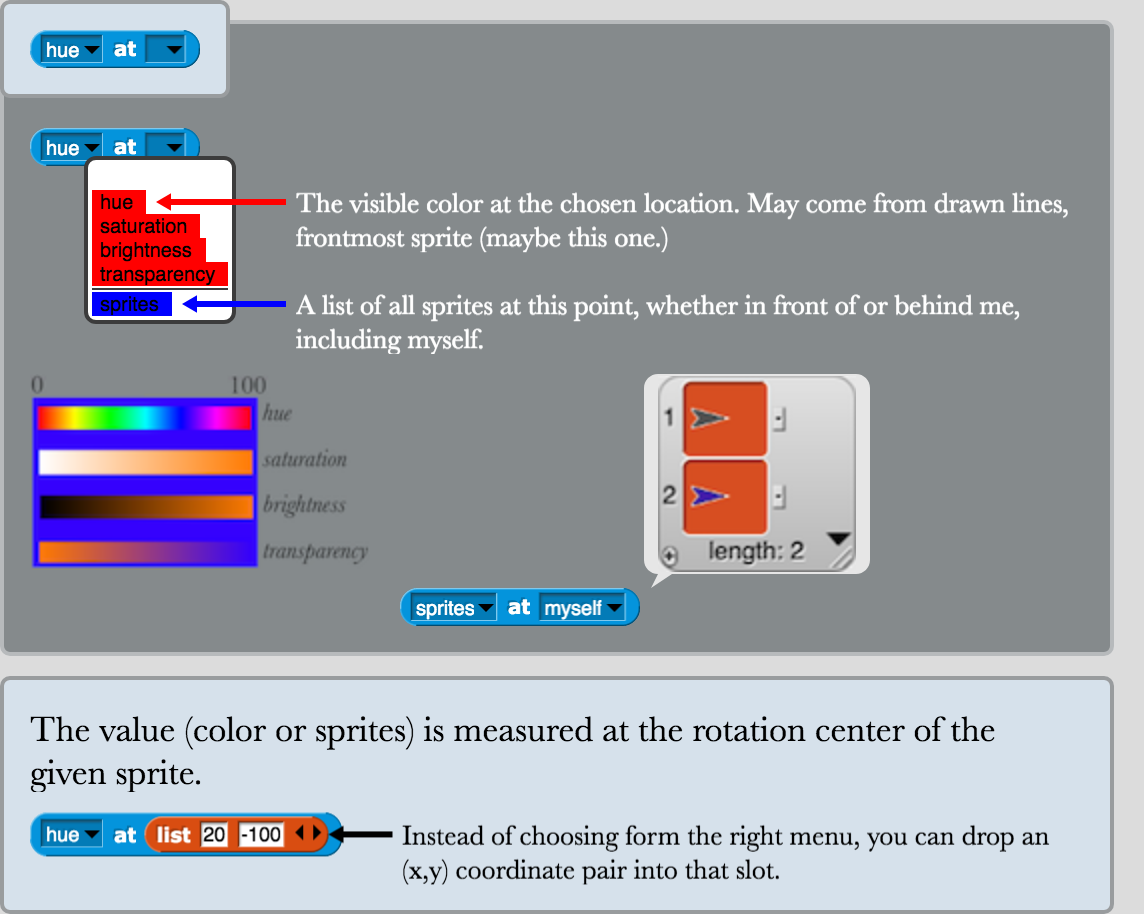 hue at
hue at
hue
saturation
brightness
transparency
sprites
The visible color at the chosen location. May come from drawn lines,
frontmost sprite (maybe this one.)
A list of all sprites at this point, whether in front of or behind me,
including myself.
0 100
hue
saturation
brightness
transparency
1
2
length: 2
sprites at myself
The value (color or sprites) is measured at the rotation center of the
given sprite.
hue at list 20 -100
Instead of choosing form the right menu, you can drop an
(x,y) coordinate pair into that slot.